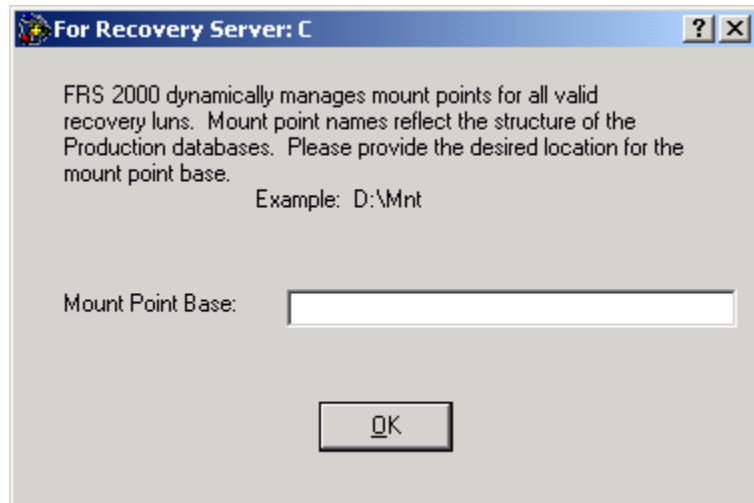 For Recovery Server: C
FRS 2000 dynamically manages mount points for all valid
recovery luns.  Mount point names reflect the structure of the
Production databases.  Please provide the desired location for the
mount point base.
Example:  D:\Mnt
Mount Point Base:
OK